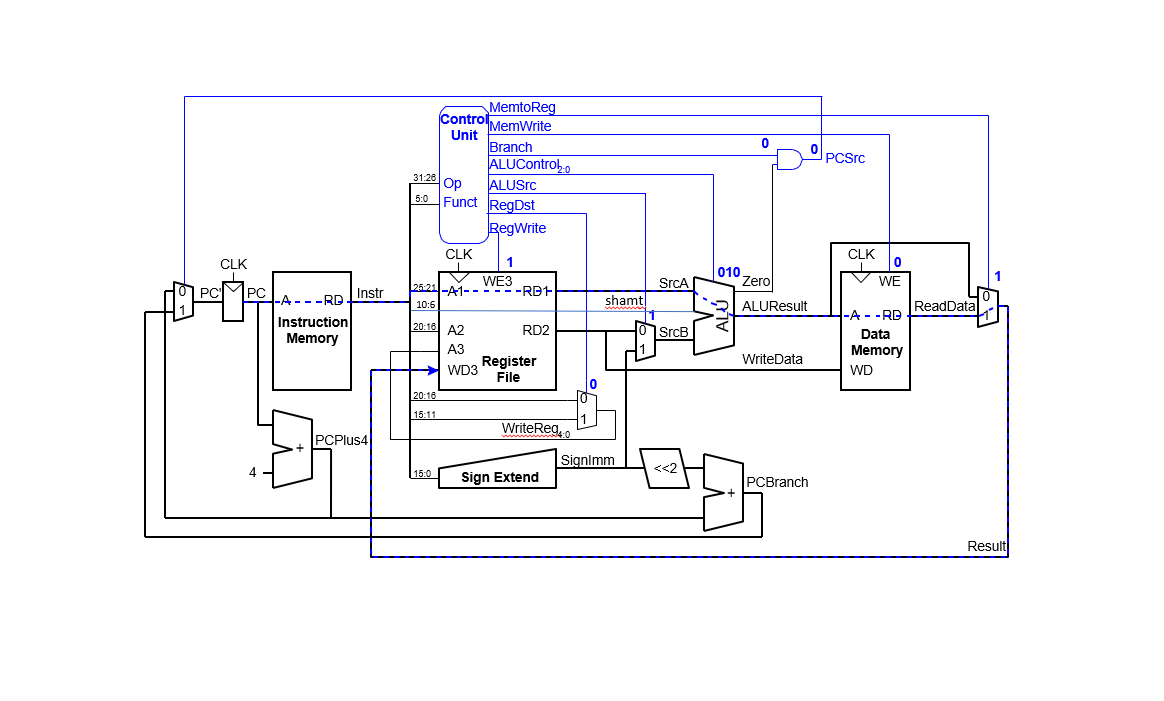 MemtoReg
Control
Unit
MemWrite
Branch
0
0
PCSrc
ALUControl2:0
31:26
Op
ALUSrc
5:0
Funct
RegDst
RegWrite
CLK
CLK
CLK
1
010
0
1
WE3
Zero
WE
25:21
A1
RD1
SrcA
0
1
PC'
PC
A
RD
Instr
10:6
shamt
1
ALU
ALUResult
A
RD
ReadData
0
1
Instruction
Memory
20:16
A2
RD2
0
1
SrcB
Data
Memory
A3
Register
File
WD3
WriteData
WD
0
20:16
0
15:11
1
WriteReg4:0
+
PCPlus4
4
SignImm
15:0
Sign Extend
<<2
+
PCBranch
Result